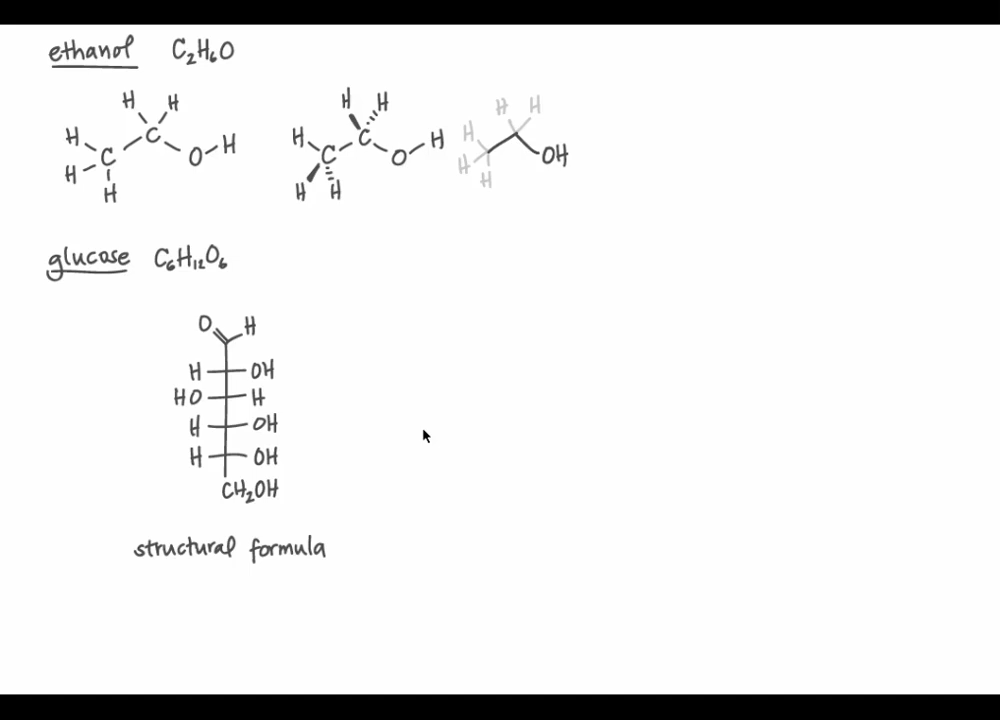 ethanol C₂H₆O
H H H H
H C C O H H C C O H H C C OH
H H H H H
glucose C₆H₁₂O₆
O H
H OH
HO H
H OH
H OH
CH₂OH
structural formula